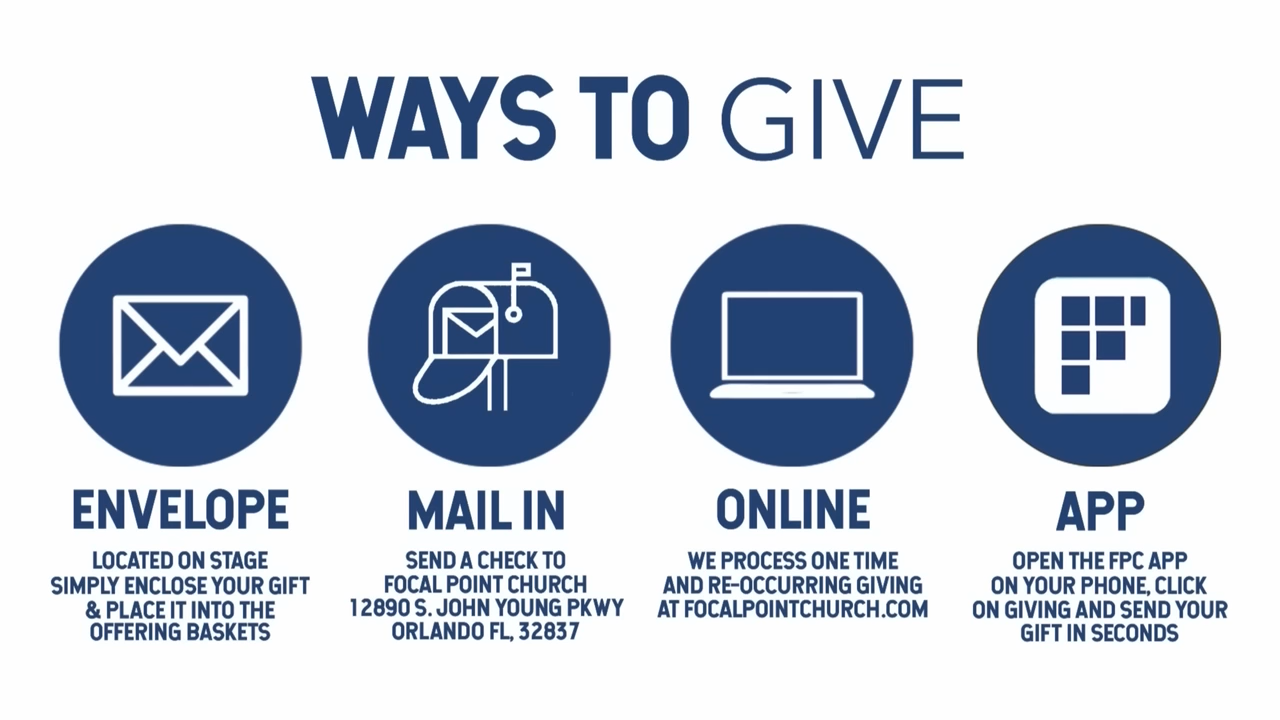 WAYS TO GIVE
ENVELOPE
LOCATED ON STAGE
SIMPLY ENCLOSE YOUR GIFT
& PLACE IT INTO THE
OFFERING BASKETS
MAIL IN
SEND A CHECK TO
FOCAL POINT CHURCH
12890 S. JOHN YOUNG PKWY
ORLANDO FL, 32837
ONLINE
WE PROCESS ONE TIME
AND RE-OCCURRING GIVING
AT FOCALPOINTCHURCH.COM
APP
OPEN THE FPC APP
ON YOUR PHONE, CLICK
ON GIVING AND SEND YOUR
GIFT IN SECONDS